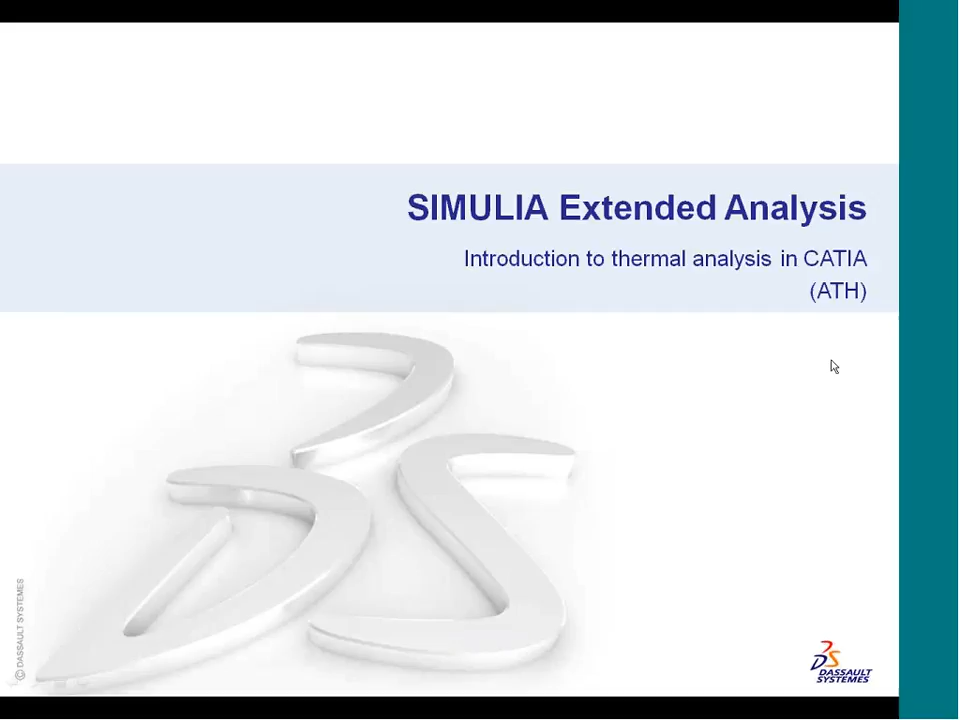 SIMULIA Extended Analysis
Introduction to thermal analysis in CATIA
(ATH)
© DASSAULT SYSTEMES
DASSAULT
SYSTEMES